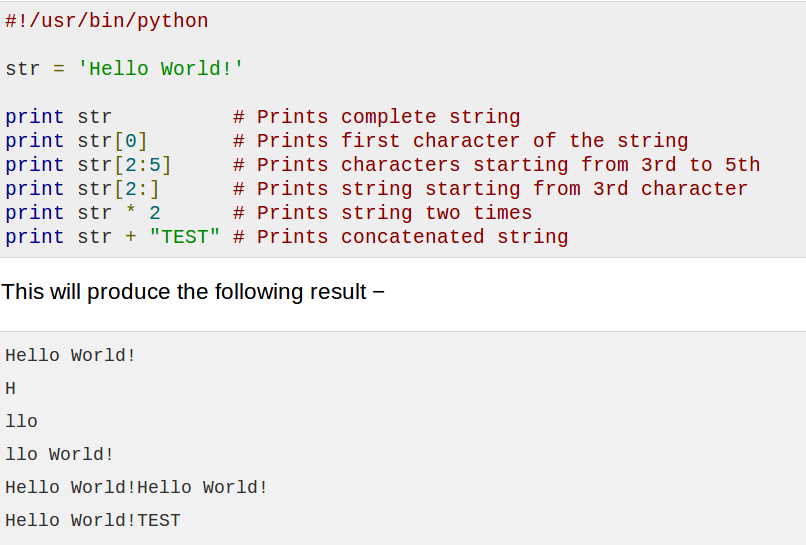 #!/usr/bin/python
str = 'Hello World!'
print str          # Prints complete string
print str[0]       # Prints first character of the string
print str[2:5]     # Prints characters starting from 3rd to 5th
print str[2:]      # Prints string starting from 3rd character
print str * 2      # Prints string two times
print str + "TEST" # Prints concatenated string
This will produce the following result −
Hello World!
H
llo
llo World!
Hello World!Hello World!
Hello World!TEST